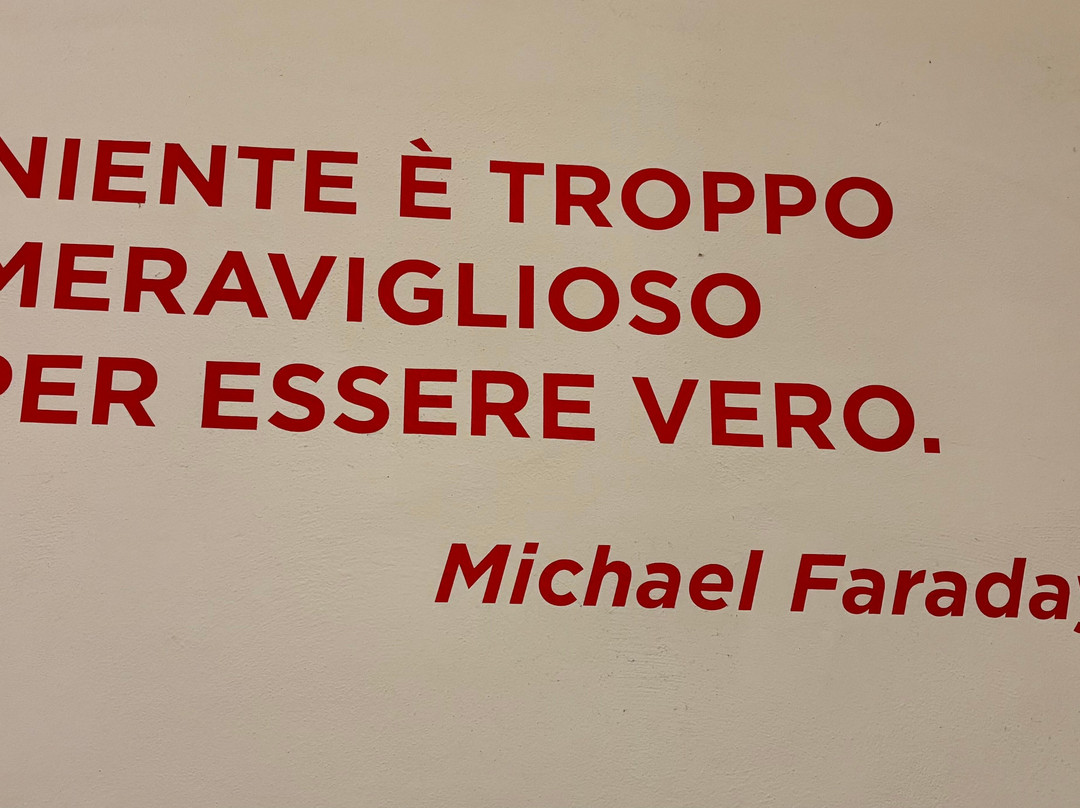 NIENTE È TROPPO
MERAVIGLIOSO
PER ESSERE VERO.
Michael Faraday